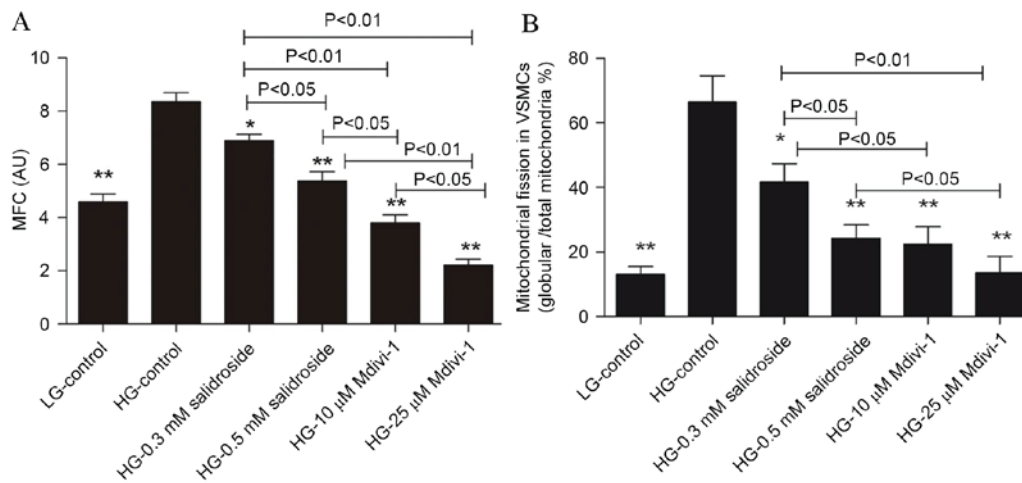 A
P<0.01
P<0.01
P<0.05
P<0.05
P<0.01
P<0.05
MFC (AU)
10
8
6
4
2
0
**
*
**
**
**
LG-control
HG-control
HG-0.3 mM salidroside
HG-0.5 mM salidroside
HG-10 μM Mdivi-1
HG-25 μM Mdivi-1
B
P<0.01
P<0.05
P<0.05
P<0.05
Mitochondrial fission in VSMCs
(globular /total mitochondria %)
80
60
40
20
0
**
*
**
**
**
LG-control
HG-control
HG-0.3 mM salidroside
HG-0.5 mM salidroside
HG-10 μM Mdivi-1
HG-25 μM Mdivi-1